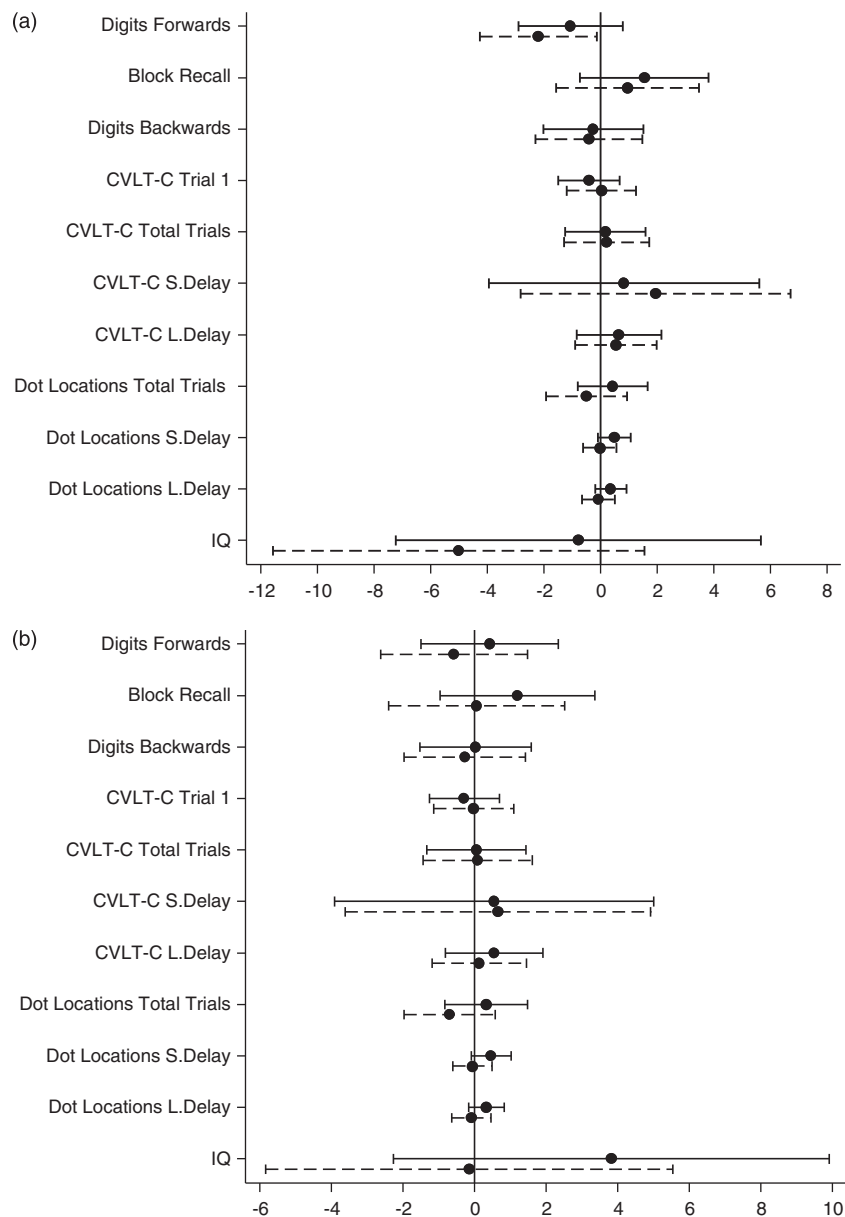 (a)
Digits Forwards
Block Recall
Digits Backwards
CVLT-C Trial 1
CVLT-C Total Trials
CVLT-C S.Delay
CVLT-C L.Delay
Dot Locations Total Trials
Dot Locations S.Delay
Dot Locations L.Delay
IQ
-12 -10 -8 -6 -4 -2 0 2 4 6 8
(b)
Digits Forwards
Block Recall
Digits Backwards
CVLT-C Trial 1
CVLT-C Total Trials
CVLT-C S.Delay
CVLT-C L.Delay
Dot Locations Total Trials
Dot Locations S.Delay
Dot Locations L.Delay
IQ
-6 -4 -2 0 2 4 6 8 10